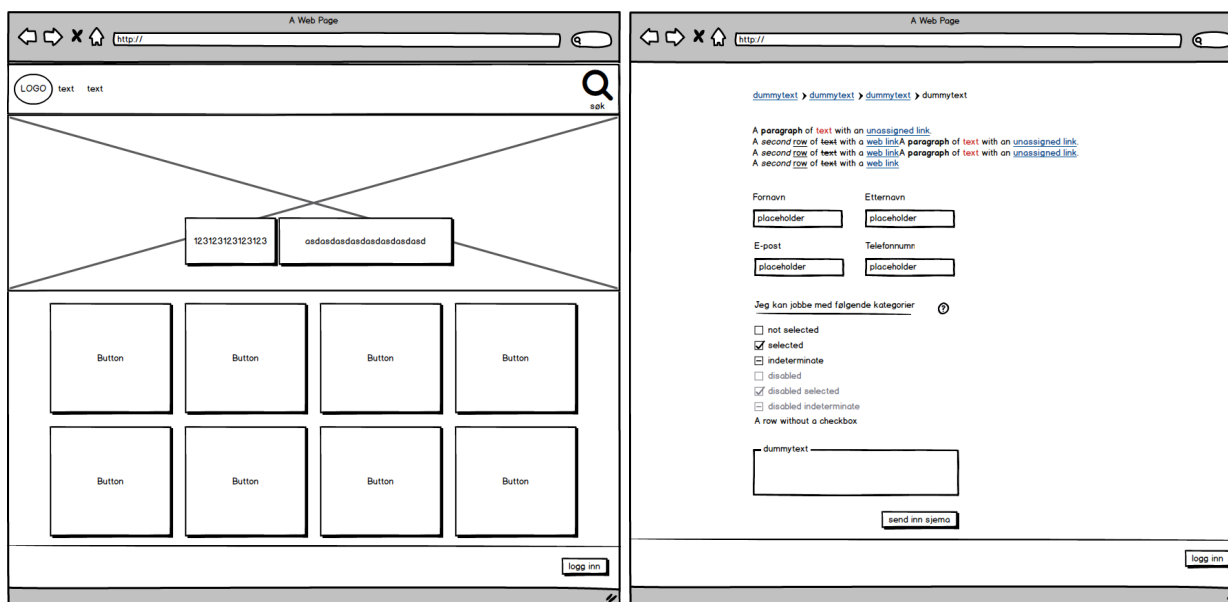 A Web Page
http://
LOGO text text
søk
123123123123123 asdasdasdasdasdasdasdasd
Button Button Button Button
Button Button Button Button
logg inn
A Web Page
http://
dummytext dummytext dummytext dummytext
A paragraph of text with an unassigned link.
A second row of text with a web linkA paragraph of text with an unassigned link.
A second row of text with a web linkA paragraph of text with an unassigned link.
A second row of text with a web link
Fornavn Etternavn
placeholder placeholder
E-post Telefonnumn
placeholder placeholder
Jeg kan jobbe med følgende kategorier ?
not selected
selected
indeterminate
disabled
disabled selected
disabled indeterminate
A row without a checkbox
dummytext
send inn sjema
logg inn